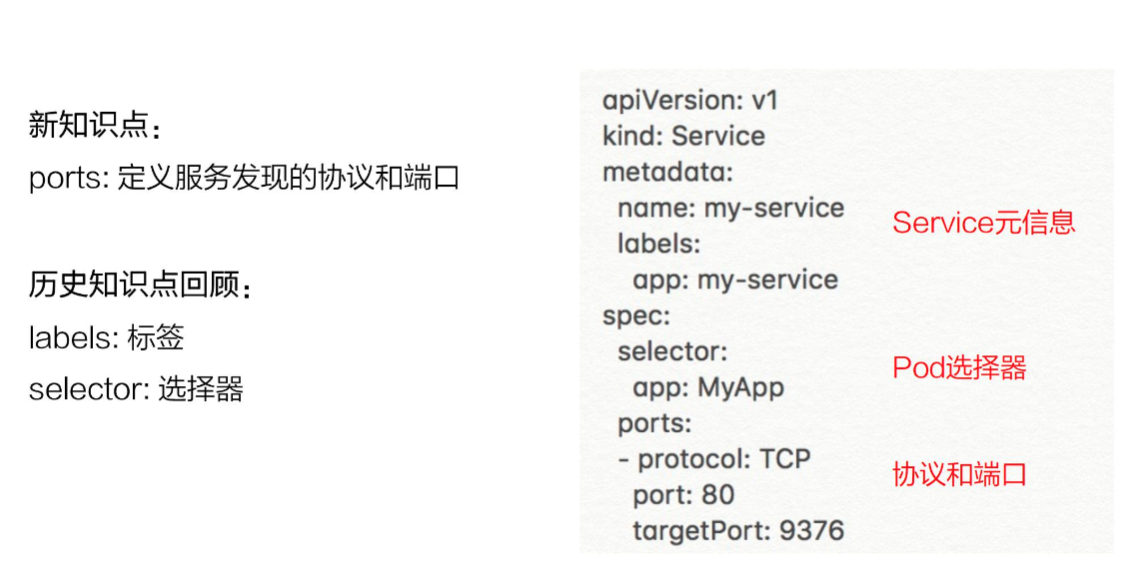 新知识点：
ports: 定义服务发现的协议和端口
历史知识点回顾：
labels: 标签
selector: 选择器
apiVersion: v1
kind: Service
metadata:
name: my-service
labels:
app: my-service
spec:
selector:
app: MyApp
ports:
- protocol: TCP
port: 80
targetPort: 9376
Service元信息
Pod选择器
协议和端口